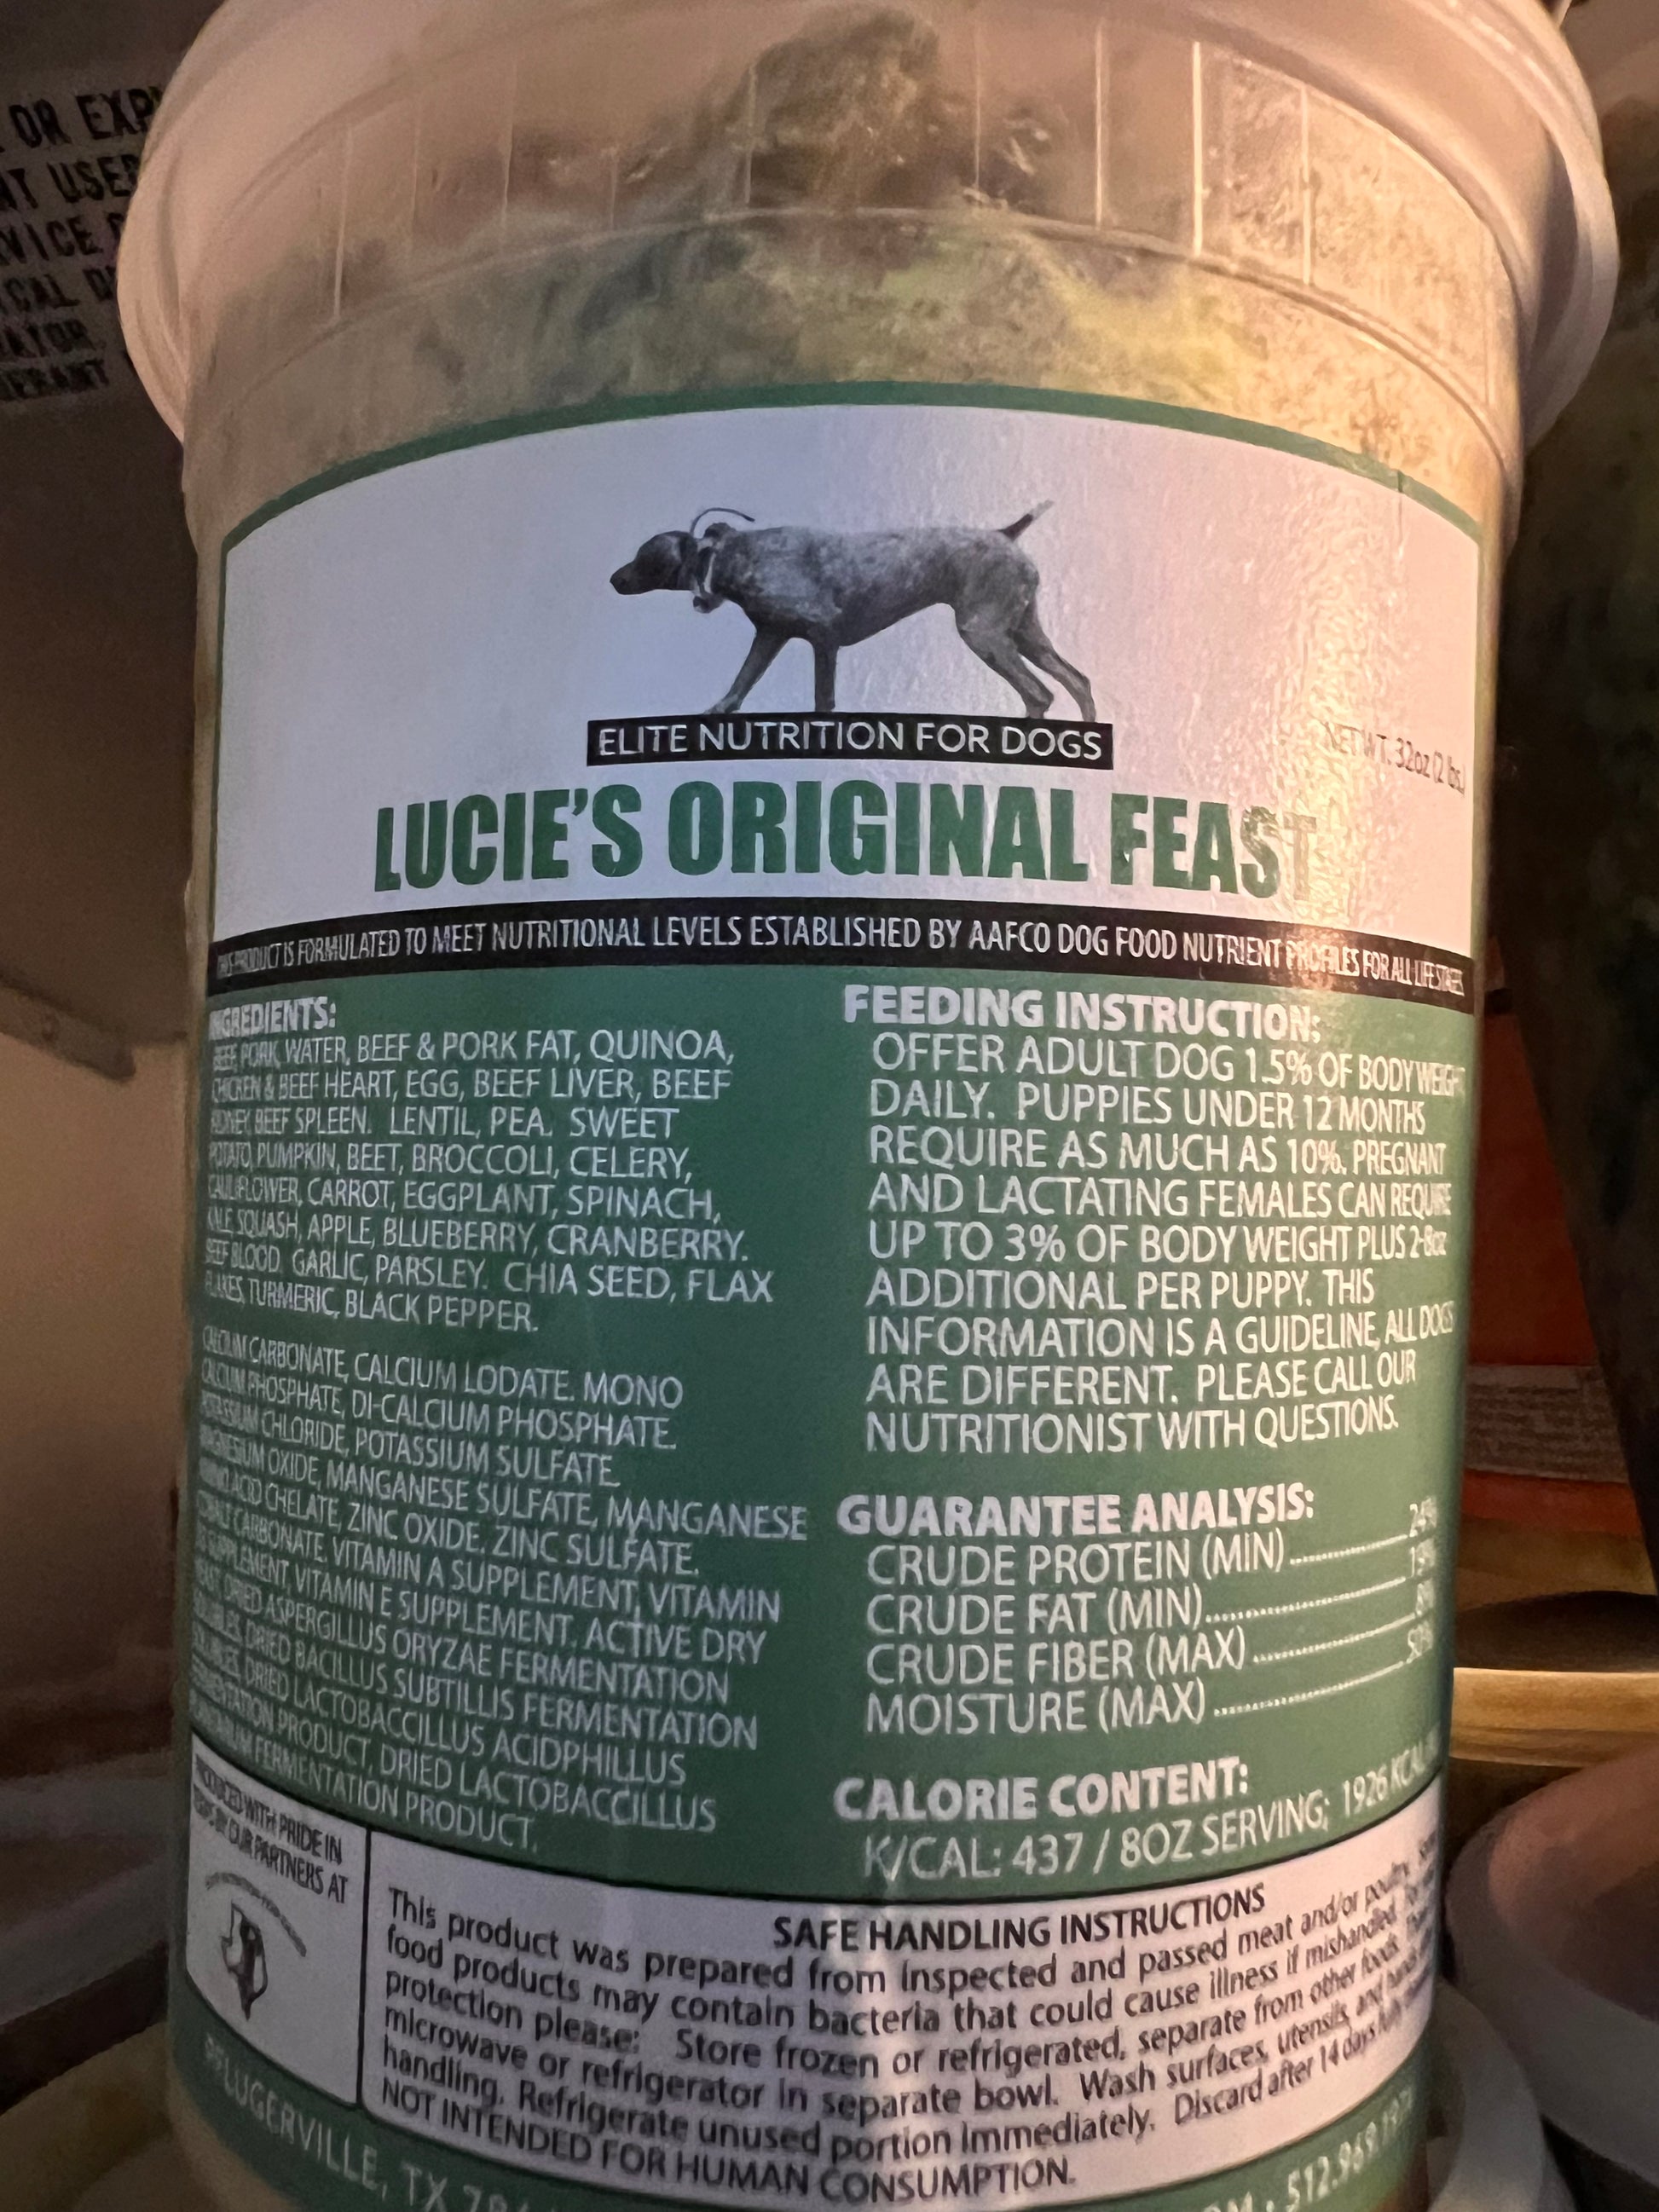 OR EXP
NT USE
VICE
ICAL D
ATOR
ELITE NUTRITION FOR DOGS
NET WT. 32oz (2 lbs.)
LUCIE'S ORIGINAL FEAST
THIS PRODUCT IS FORMULATED TO MEET NUTRITIONAL LEVELS ESTABLISHED BY AAFCO DOG FOOD NUTRIENT PROFILES FOR ALL LIFE STAGES
INGREDIENTS:
BEEF, PORK, WATER, BEEF & PORK FAT, QUINOA,
CHICKEN & BEEF HEART, EGG, BEEF LIVER, BEEF
KIDNEY, BEEF SPLEEN. LENTIL, PEA. SWEET
POTATO, PUMPKIN, BEET, BROCCOLI, CELERY,
CAULIFLOWER, CARROT, EGGPLANT, SPINACH,
KALE, SQUASH, APPLE, BLUEBERRY, CRANBERRY.
BEEF BLOOD. GARLIC, PARSLEY. CHIA SEED, FLAX
FLAKES, TURMERIC, BLACK PEPPER.
CALCIUM CARBONATE, CALCIUM LODATE. MONO
CALCIUM PHOSPHATE, DI-CALCIUM PHOSPHATE.
POTASSIUM CHLORIDE, POTASSIUM SULFATE.
MAGNESIUM OXIDE, MANGANESE SULFATE, MANGANESE
AMINO ACID CHELATE, ZINC OXIDE. ZINC SULFATE.
COBALT CARBONATE. VITAMIN A SUPPLEMENT, VITAMIN
D3 SUPPLEMENT, VITAMIN E SUPPLEMENT. ACTIVE DRY
YEAST, DRIED ASPERGILLUS ORYZAE FERMENTATION
SOLUBLES, DRIED BACILLUS SUBTILLIS FERMENTATION
SOLUBLES, DRIED LACTOBACCILLUS ACIDPHILLUS
FERMENTATION PRODUCT, DRIED LACTOBACCILLUS
FERMENTATION PRODUCT.
FEEDING INSTRUCTION:
OFFER ADULT DOG 1.5% OF BODY WEIGHT
DAILY. PUPPIES UNDER 12 MONTHS
REQUIRE AS MUCH AS 10%. PREGNANT
AND LACTATING FEMALES CAN REQUIRE
UP TO 3% OF BODY WEIGHT PLUS 2-8oz
ADDITIONAL PER PUPPY. THIS
INFORMATION IS A GUIDELINE, ALL DOGS
ARE DIFFERENT. PLEASE CALL OUR
NUTRITIONIST WITH QUESTIONS.
GUARANTEE ANALYSIS:
CRUDE PROTEIN (MIN) 24%
CRUDE FAT (MIN) 19%
CRUDE FIBER (MAX) 8%
MOISTURE (MAX) 50%
CALORIE CONTENT:
K/CAL: 437 / 8OZ SERVING; 1926 KCAL
PRODUCED WITH PRIDE IN
TEXAS BY OUR PARTNERS AT
SAFE HANDLING INSTRUCTIONS
This product was prepared from inspected and passed meat and/or poultry.
food products may contain bacteria that could cause illness if mishandled.
protection please: Store frozen or refrigerated, separate from other foods.
microwave or refrigerator in separate bowl. Wash surfaces, utensils, and hands
handling. Refrigerate unused portion immediately. Discard after 14 days
NOT INTENDED FOR HUMAN CONSUMPTION.
PFLUGERVILLE, TX